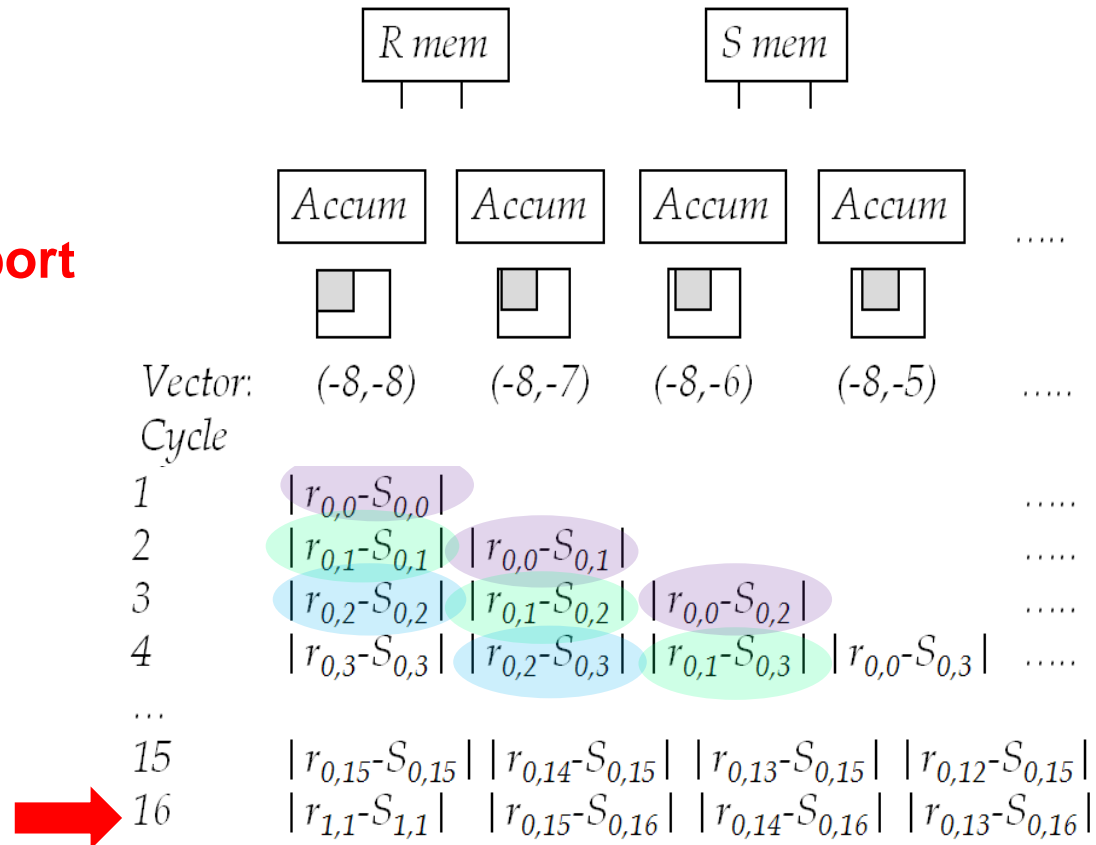 R mem S mem
Accum Accum Accum Accum .....
port
Vector: (-8,-8) (-8,-7) (-8,-6) (-8,-5) .....
Cycle
1 | r0,0-S0,0 | .....
2 | r0,1-S0,1 | | r0,0-S0,1 | .....
3 | r0,2-S0,2 | | r0,1-S0,2 | | r0,0-S0,2 | .....
4 | r0,3-S0,3 | | r0,2-S0,3 | | r0,1-S0,3 | | r0,0-S0,3 | .....
...
15 | r0,15-S0,15 | | r0,14-S0,15 | | r0,13-S0,15 | | r0,12-S0,15 |
16 | r1,1-S1,1 | | r0,15-S0,16 | | r0,14-S0,16 | | r0,13-S0,16 |